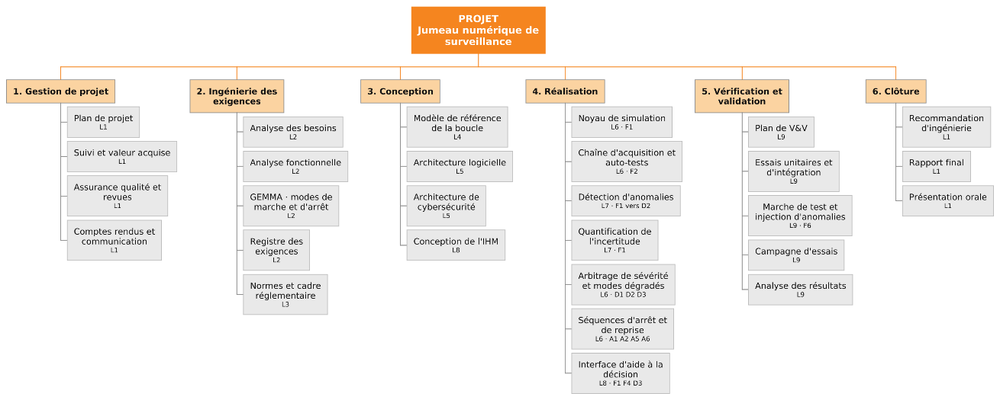 PROJET
Jumeau numérique de
surveillance
1. Gestion de projet
Plan de projet
L1
Suivi et valeur acquise
L1
Assurance qualité et
revues
L1
Comptes rendus et
communication
L1
2. Ingénierie des
exigences
Analyse des besoins
L2
Analyse fonctionnelle
L2
GEMMA · modes de
marche et d'arrêt
L2
Registre des
exigences
L2
Normes et cadre
réglementaire
L3
3. Conception
Modèle de référence
de la boucle
L4
Architecture logicielle
L5
Architecture de
cybersécurité
L5
Conception de l'IHM
L8
4. Réalisation
Noyau de simulation
L6 · F1
Chaîne d'acquisition et
auto-tests
L6 · F2
Détection d'anomalies
L7 · F1 vers D2
Quantification de
l'incertitude
L7 · F1
Arbitrage de sévérité
et modes dégradés
L6 · D1 D2 D3
Séquences d'arrêt et
de reprise
L6 · A1 A2 A5 A6
Interface d'aide à la
décision
L8 · F1 F4 D3
5. Vérification et
validation
Plan de V&V
L9
Essais unitaires et
d'intégration
L9
Marche de test et
injection d'anomalies
L9 · F6
Campagne d'essais
L9
Analyse des résultats
L9
6. Clôture
Recommandation
d'ingénierie
L1
Rapport final
L1
Présentation orale
L1